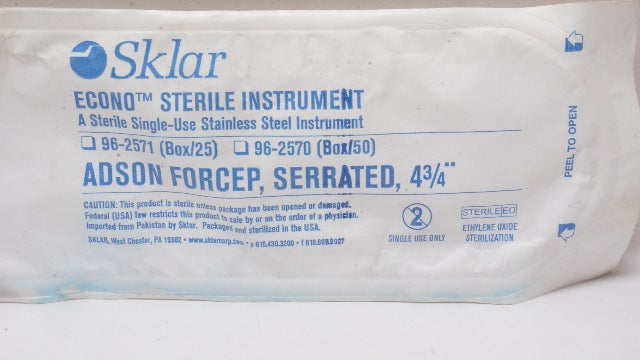 Sklar
ECONO™ STERILE INSTRUMENT
A Sterile Single-Use Stainless Steel Instrument
96-2571 (Box/25) 96-2570 (Box/50)
ADSON FORCEP, SERRATED, 4¾"
CAUTION: This product is sterile unless package has been opened or damaged.
Federal (USA) law restricts this product to sale by or on the order of a physician.
Imported from Pakistan by Sklar. Packaged and sterilized in the USA.
SKLAR, West Chester, PA 19382 • www.sklarcorp.com •
2
SINGLE USE ONLY
STERILE EO
ETHYLENE OXIDE
STERILIZATION
PEEL TO OPEN